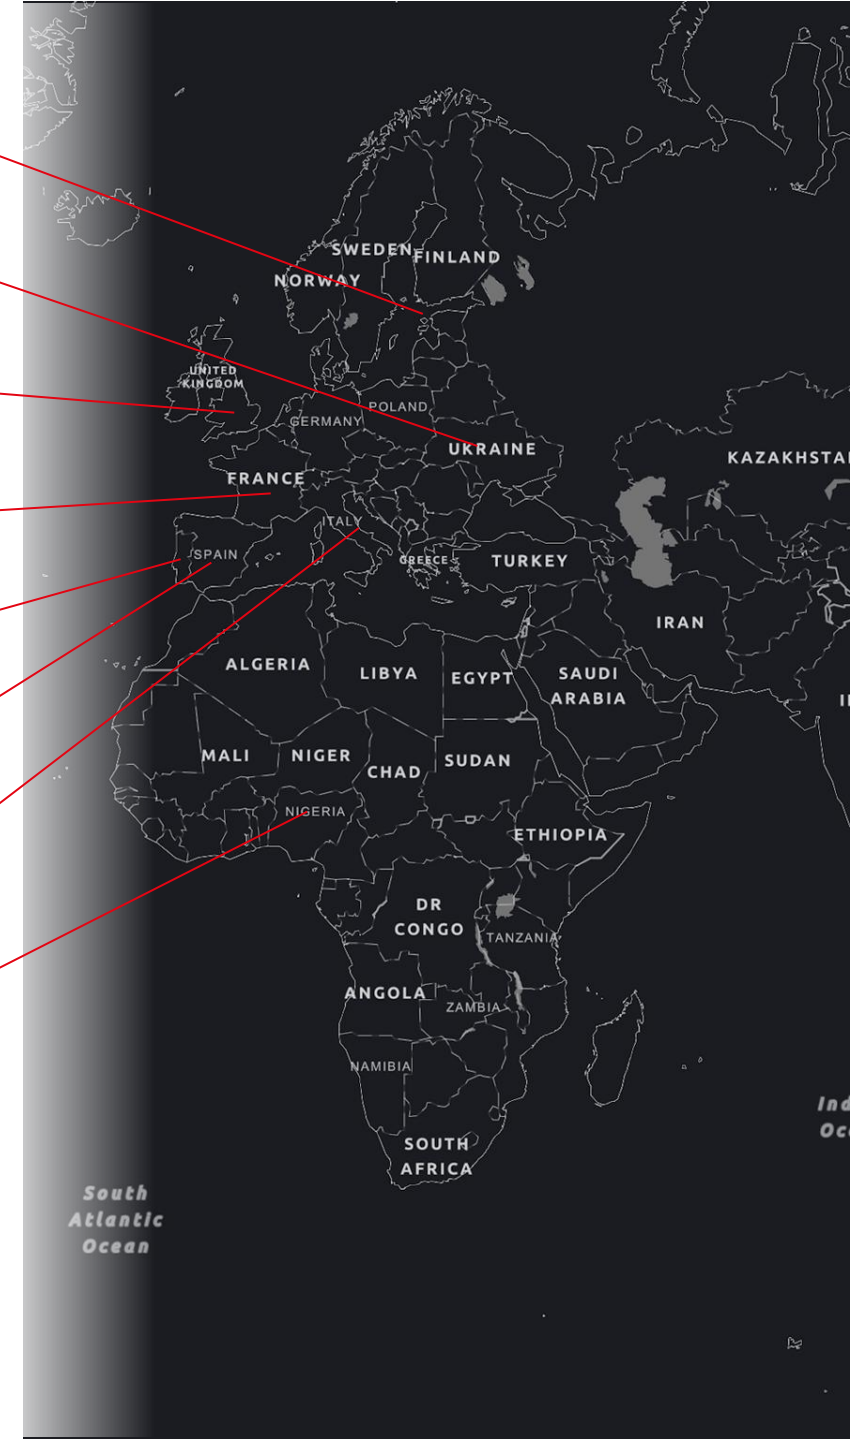 SWEDEN
FINLAND
NORWAY
UNITED
KINGDOM
POLAND
GERMANY
UKRAINE
KAZAKHSTA
FRANCE
ITALY
SPAIN
GREECE
TURKEY
IRAN
ALGERIA
LIBYA
EGYPT
SAUDI
ARABIA
MALI
NIGER
CHAD
SUDAN
NIGERIA
ETHIOPIA
DR
CONGO
TANZANIA
ANGOLA
ZAMBIA
NAMIBIA
Ind
Oc
SOUTH
AFRICA
South
Atlantic
Ocean